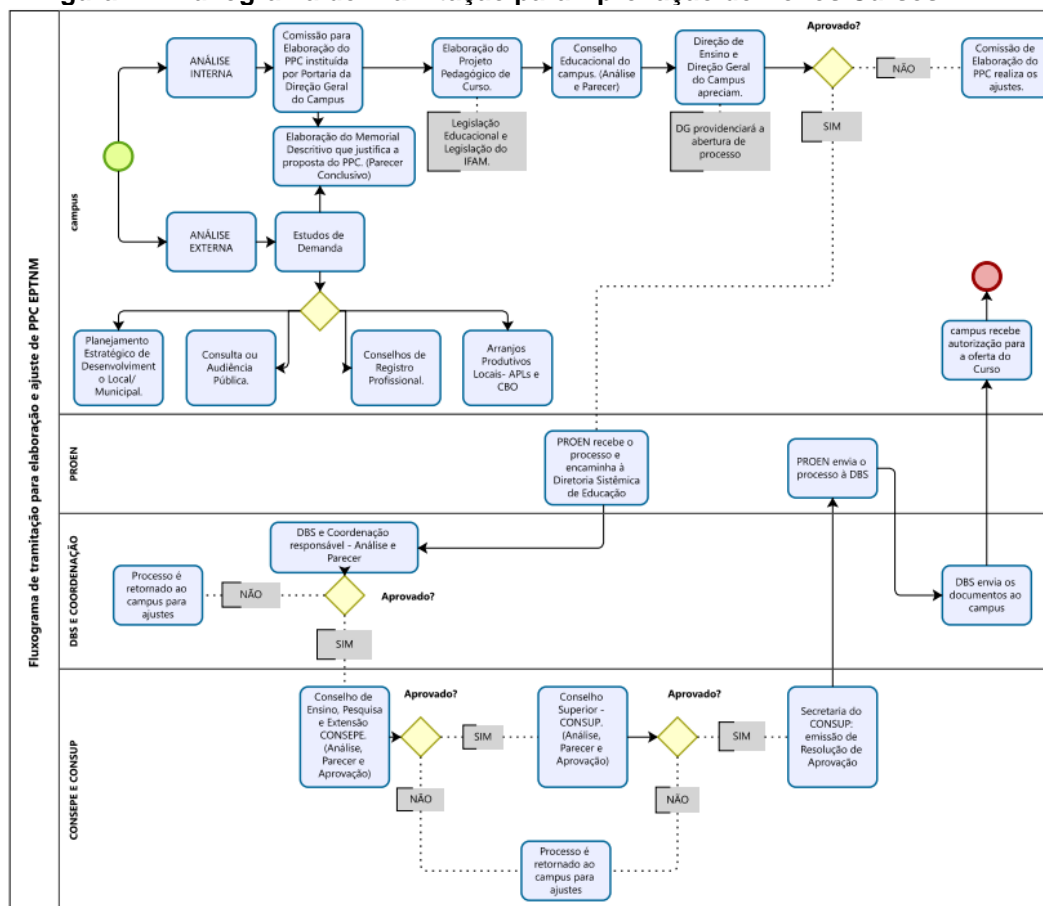 Fluxograma de tramitação para elaboração e ajuste de PPC EPTNM
campus
ANÁLISE
INTERNA
Comissão para
Elaboração do
PPC instituída
por Portaria da
Direção Geral do
Campus
Elaboração do
Projeto
Pedagógico de
Curso.
Conselho
Educacional do
campus. (Análise
e Parecer)
Direção de
Ensino e
Direção Geral
do Campus
apreciam.
Aprovado?
NÃO
Comissão de
Elaboração do
PPC realiza os
ajustes.
Legislação
Educacional e
Legislação do
IFAM.
DG providenciará a
abertura de
processo
SIM
Elaboração do Memorial
Descritivo que justifica a
proposta do PPC. (Parecer
Conclusivo)
ANÁLISE
EXTERNA
Estudos de
Demanda
Planejamento
Estratégico de
Desenvolviment
o Local/
Municipal.
Consulta ou
Audiência
Pública.
Conselhos de
Registro
Profissional.
Arranjos
Produtivos
Locais- APLs e
CBO
campus recebe
autorização para
a oferta do
Curso
PROEN
PROEN recebe o
processo e
encaminha à
Diretoria Sistêmica
de Educação
PROEN envia o
processo à DBS
DBS E COORDENAÇÃO
DBS e Coordenação
responsável - Análise e
Parecer
Processo é
retornado ao
campus para
ajustes
NÃO
Aprovado?
SIM
DBS envia os
documentos ao
campus
CONSEPE E CONSUP
Conselho de
Ensino, Pesquisa
e Extensão
CONSEPE.
(Análise,
Parecer e
Aprovação)
Aprovado?
SIM
NÃO
Conselho
Superior -
CONSUP.
(Análise,
Parecer e
Aprovação)
Aprovado?
SIM
NÃO
Secretaria do
CONSUP:
emissão de
Resolução de
Aprovação
Processo é
retornado ao
campus para
ajustes